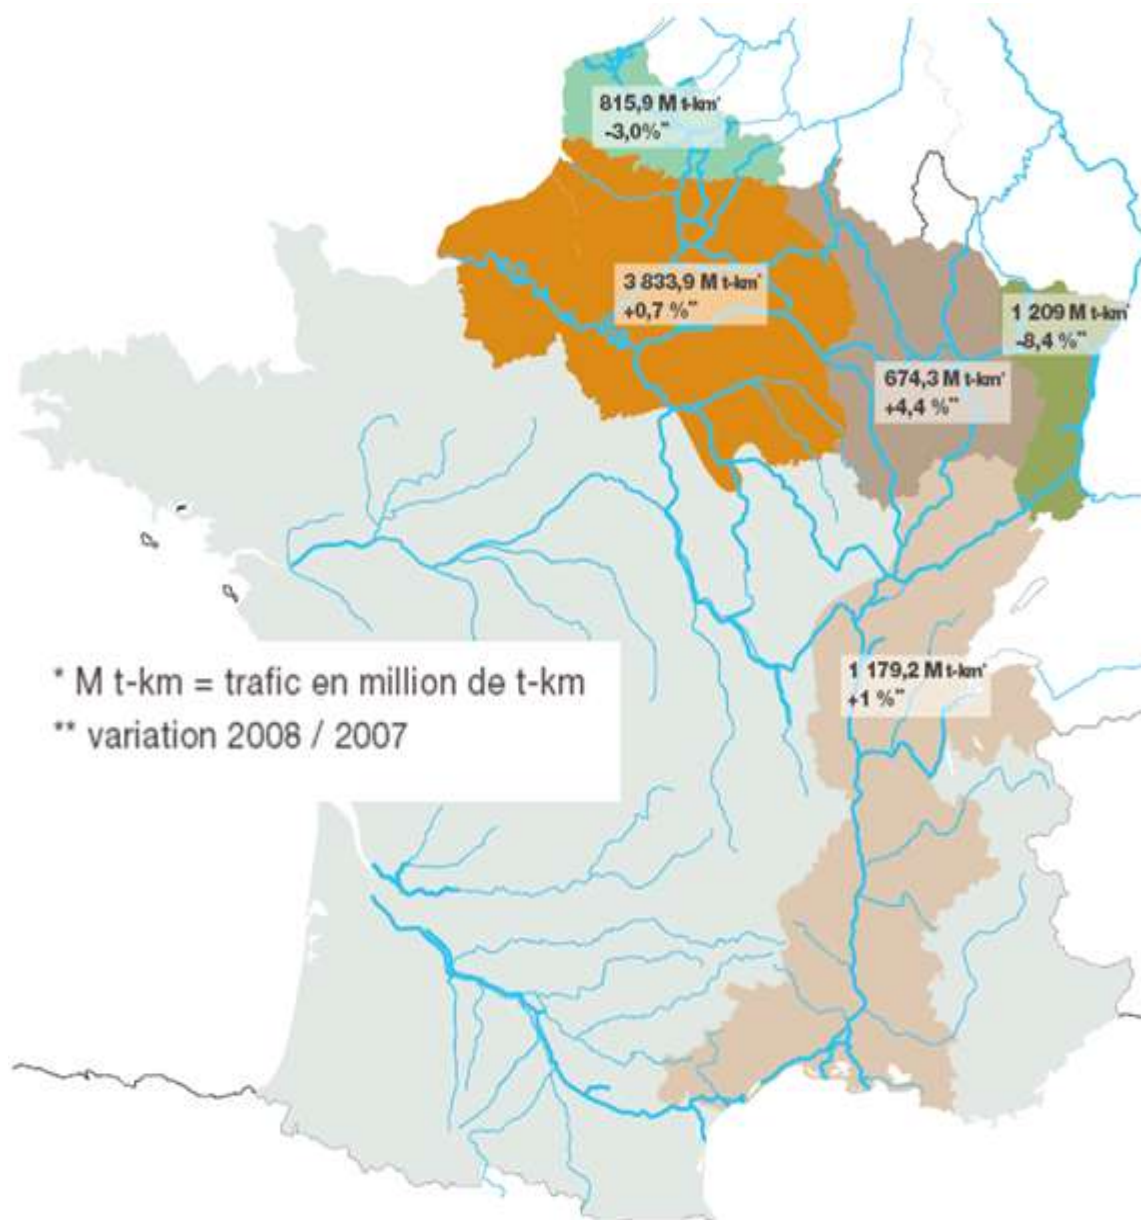 815,9 M t-km*
-3,0%**
3 833,9 M t-km*
+0,7 %**
1 209 M t-km*
-8,4 %**
674,3 M t-km*
+4,4 %**
1 179,2 M t-km*
+1 %**
* M t-km = trafic en million de t-km
** variation 2008 / 2007